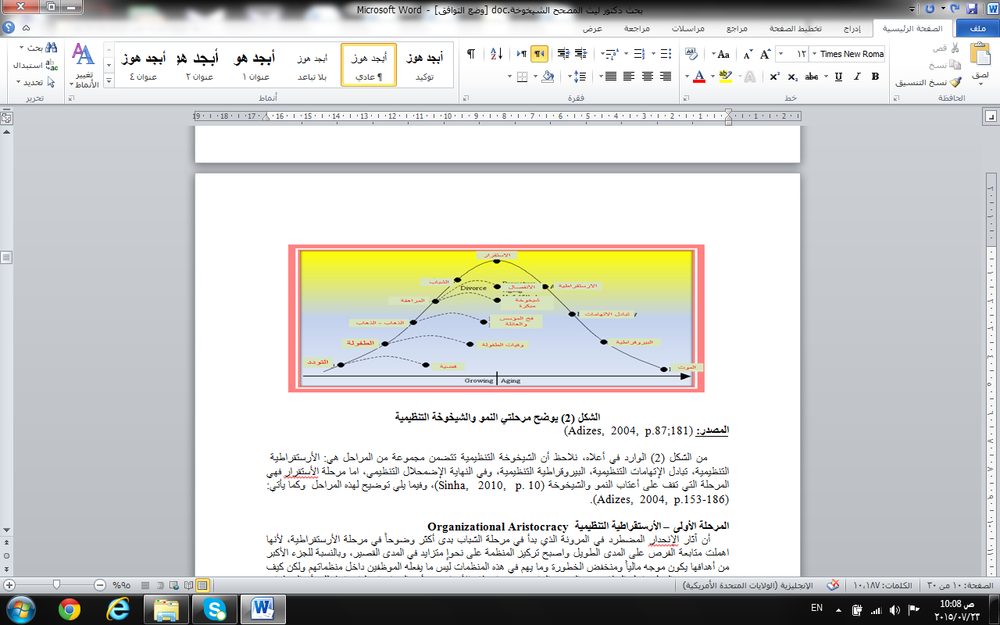 بحث دكتور ليث المصحح الشيخوخة.doc [وضع التوافق] - Microsoft Word
ملف الصفحة الرئيسية إدراج تخطيط الصفحة مراجع مراسلات مراجعة عرض
لصق
قص
نسخ
نسخ التنسيق
الحافظة
Times New Roma ١٢
خط
فقرة
أبجد هوز
توكيد
أبجد هوز
¶ عادي
أبجد هوز
بلا تباعد
أبجد هو
عنوان ١
أبجد هو
عنوان ٢
أبجد هوز
عنوان ٤
تغيير الأنماط
أنماط
بحث
استبدال
تحديد
تحرير
الاستقرار
الشباب
Divorce
الانفصال
الارستقراطية
المراهقة
شيخوخة
مبكرة
الذهاب – الذهاب
فخ المؤسس
والعائلة
تبادل الاتهامات
الطفولة
وفيات الطفولة
البيروقراطية
التودد
قضية
الموت
Growing Aging
الشكل (2) يوضح مرحلتي النمو والشيخوخة التنظيمية
المصدر: (Adizes, 2004, p.87;181)
من الشكل (2) الوارد في أعلاه، نلاحظ أن الشيخوخة التنظيمية تتضمن مجموعة من المراحل هي: الأرستقراطية
التنظيمية، تبادل الإتهامات التنظيمية، البيروقراطية التنظيمية، وفي النهاية الإضمحلال التنظيمي، اما مرحلة الأستقرار فهي
المرحلة التي تقف على أعتاب النمو والشيخوخة (Sinha, 2010, p. 10)، وفيما يلي توضيح لهذه المراحل وكما يأتي:
(Adizes, 2004, p.153-186).
المرحلة الأولى – الأرستقراطية التنظيمية Organizational Aristocracy
أن آثار الإنحدار المضطرد في المرونة الذي بدأ في مرحلة الشباب بدى أكثر وضوحاً في مرحلة الأرستقراطية، لأنها
اهملت متابعة الفرص على المدى الطويل واصبح تركيز المنظمة على نحوٍ متزايد في المدى القصير، وبالنسبة للجزء الأكبر
من أهدافها يكون موجه مالياً ومنخفض الخطورة وما يهم في هذه المنظمات ليس ما يفعله الموظفين داخل منظماتهم ولكن كيف
الصفحة: ١٠ من ٣٠ الكلمات: ١٠،١٨٧ الإنجليزية (الولايات المتحدة الأمريكية) ٩٥%
EN
10:08 ص
٢٠١٥/٠٧/٢٣